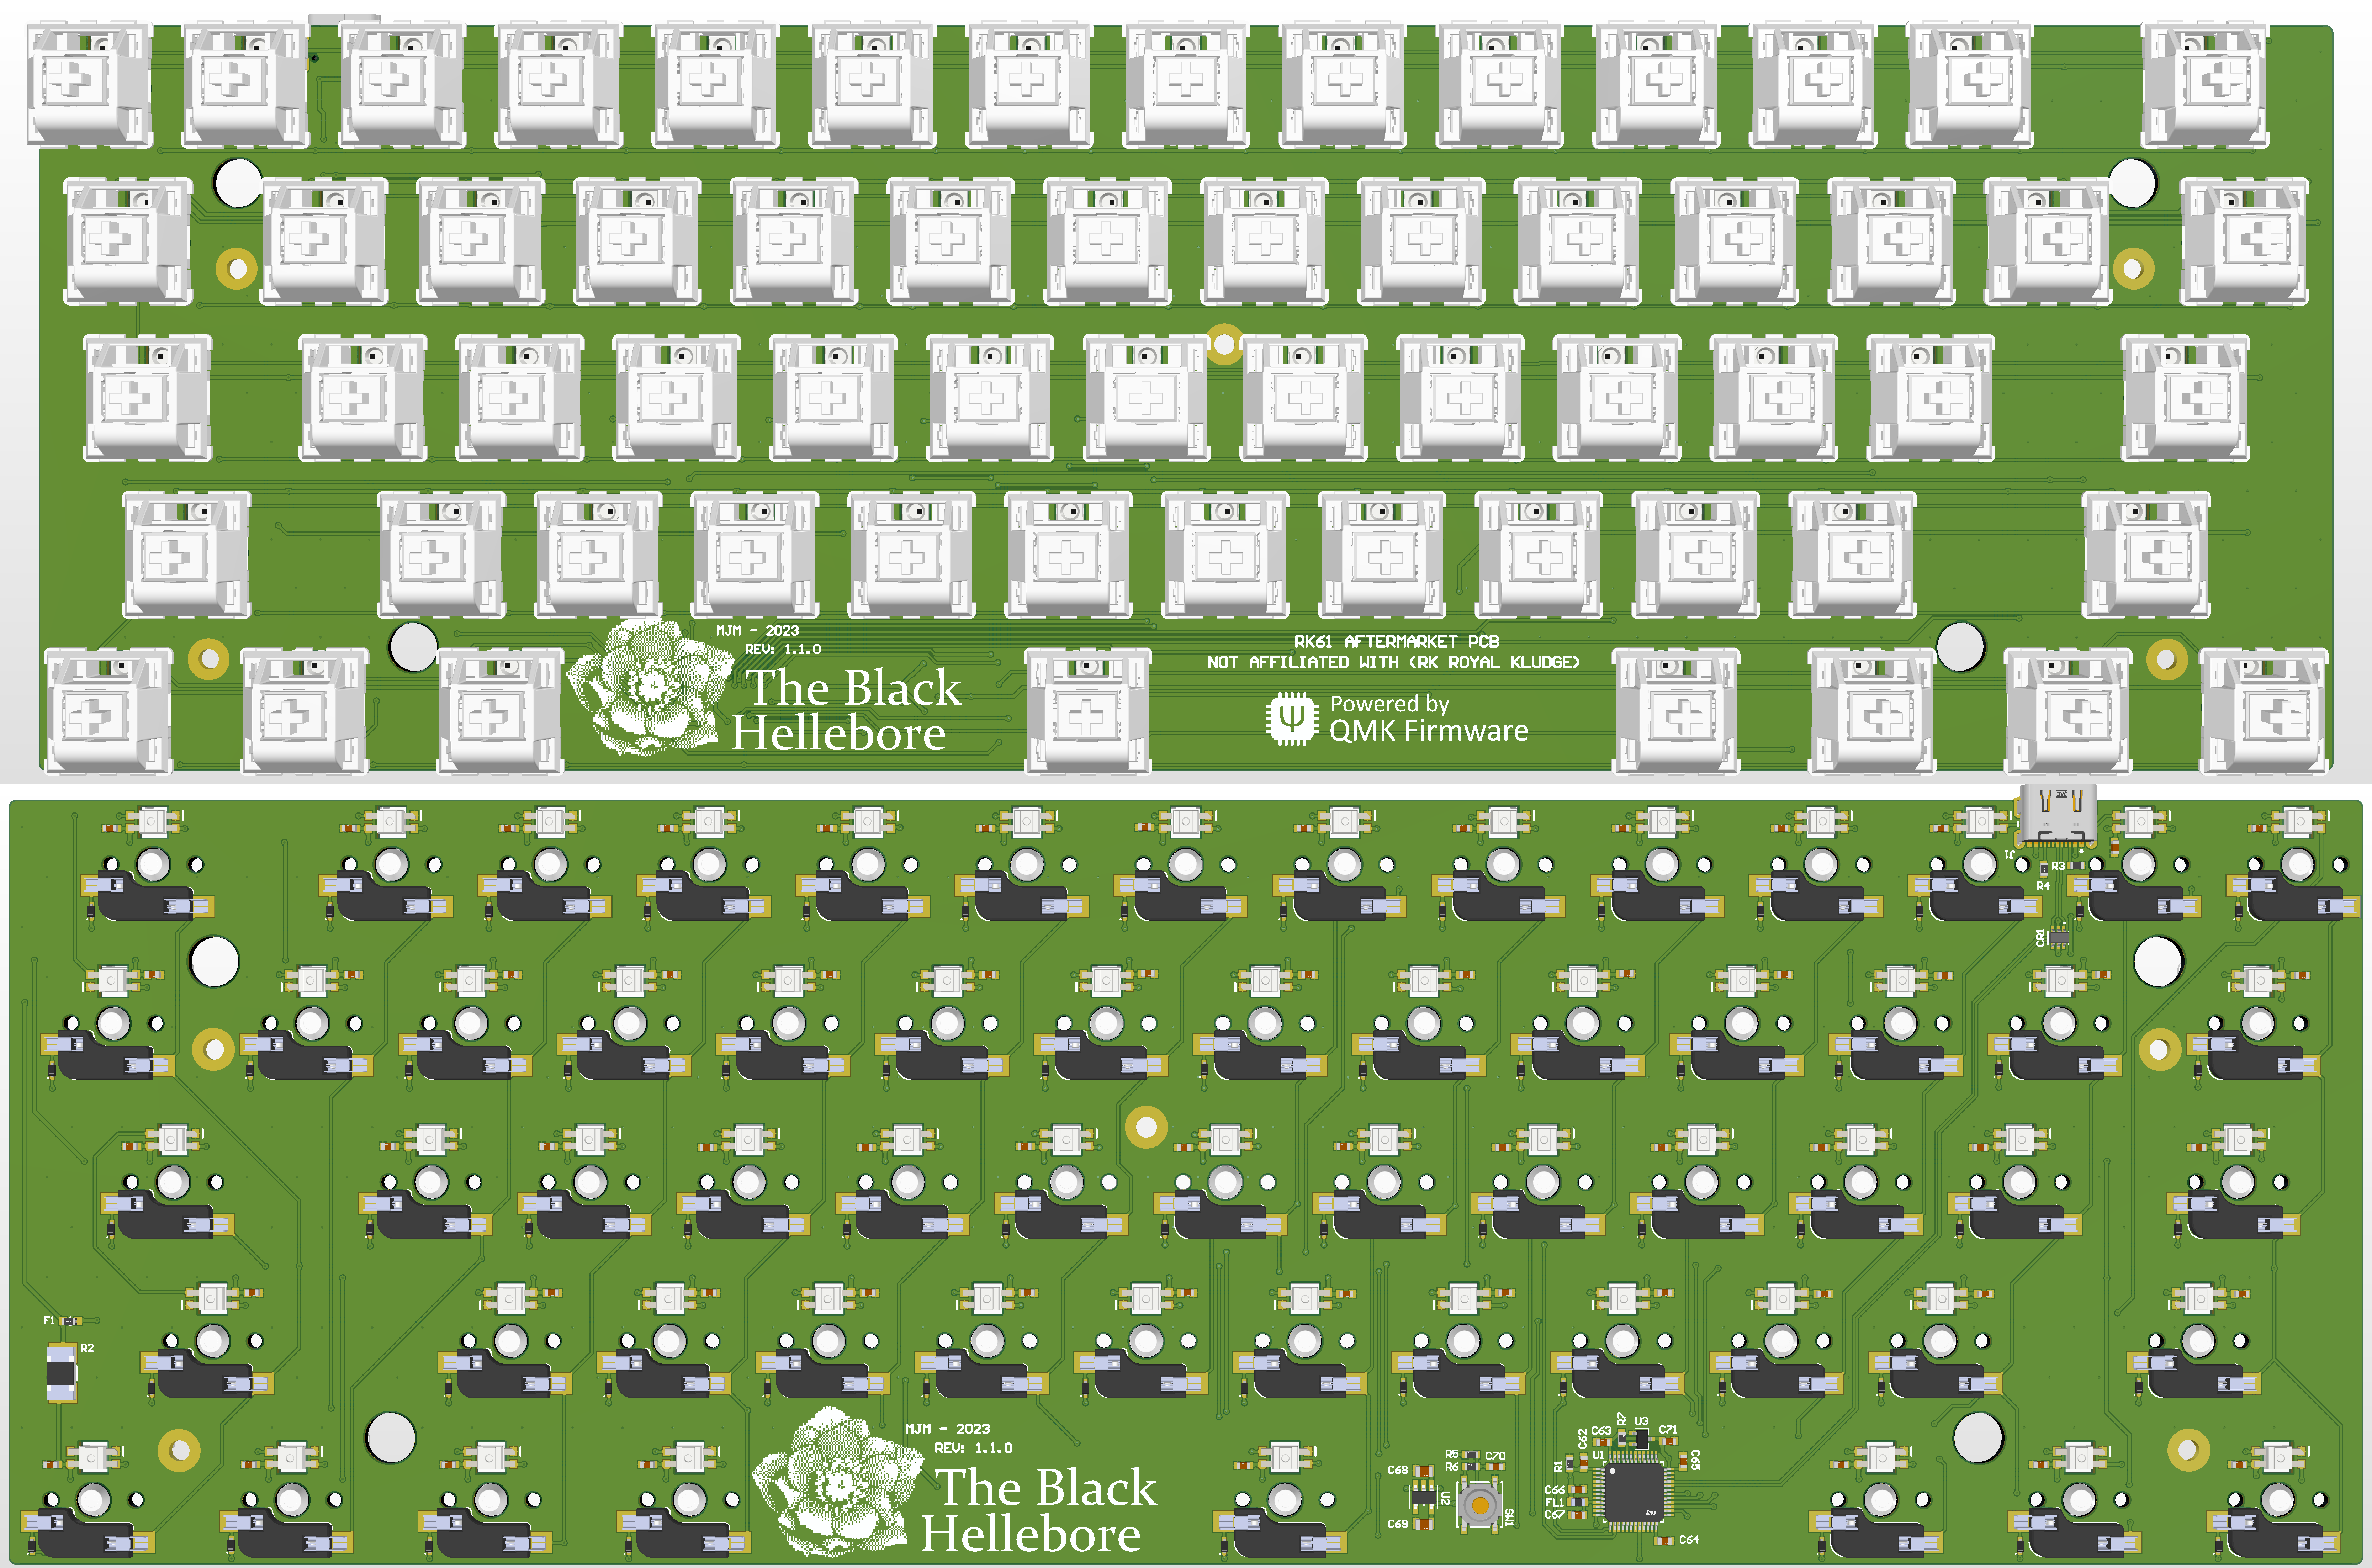 MJM - 2023
REV: 1.1.0
The Black
Hellebore
RK61 AFTERMARKET PCB
NOT AFFILIATED WITH (RK ROYAL KLUDGE)
Powered by
QMK Firmware
J1
R3
R4
CR1
F1
R2
MJM - 2023
REV: 1.1.0
The Black
Hellebore
C68
U2
C69
R5
R6
C70
SW1
R1
C62
C63
R7
U3
C71
U1
C65
C66
FL1
C67
C64